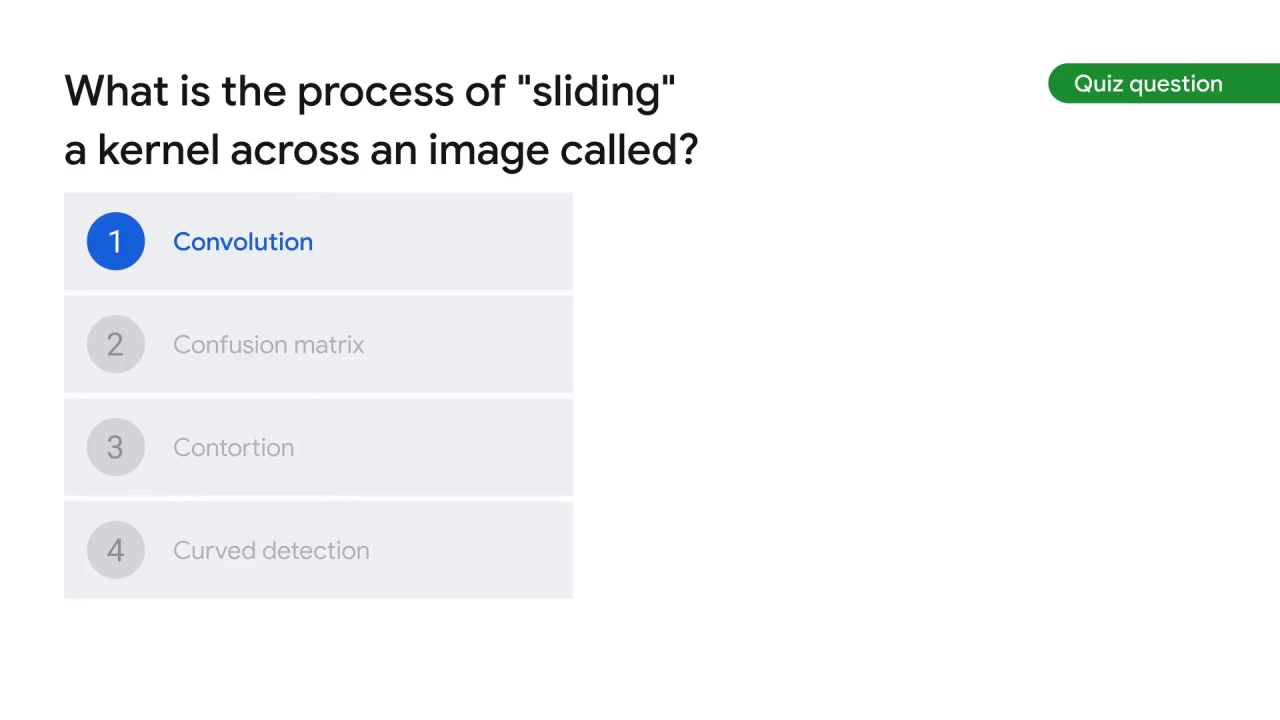 What is the process of "sliding"
a kernel across an image called?
Quiz question
1 Convolution
2 Confusion matrix
3 Contortion
4 Curved detection